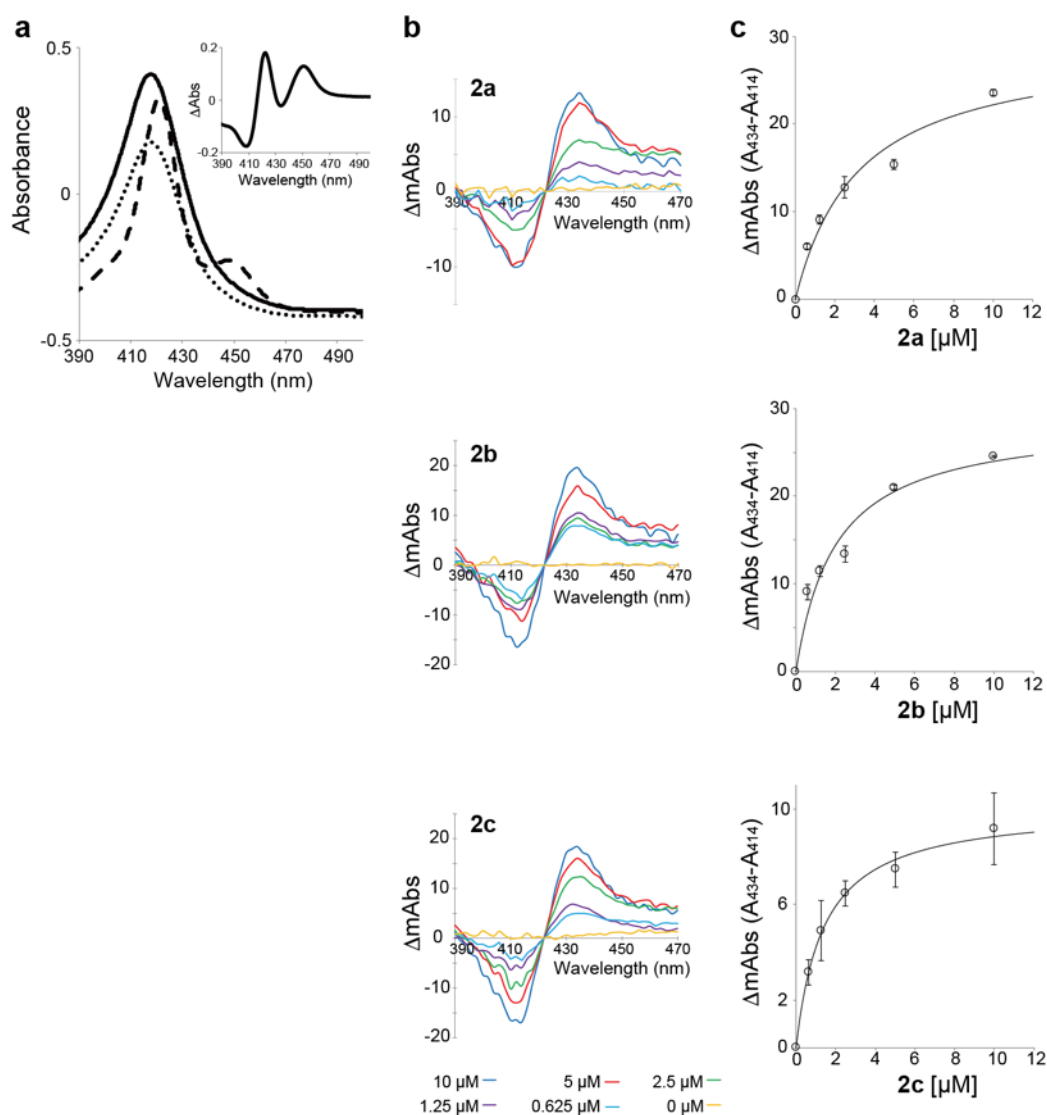 a
0.5
0
-0.5
Absorbance
390 410 430 450 470 490
Wavelength (nm)
0.2
0
-0.2
ΔAbs
390 410 430 450 470 490
Wavelength (nm)
b
2a
10
0
-10
ΔmAbs
390 410 430 450 470
Wavelength (nm)
2b
20
10
0
-10
-20
ΔmAbs
390 410 430 450 470
Wavelength (nm)
2c
20
10
0
-10
-20
ΔmAbs
390 410 430 450 470
Wavelength (nm)
10 µM 5 µM 2.5 µM
1.25 µM 0.625 µM 0 µM
c
30
20
10
0
ΔmAbs (A434-A414)
0 2 4 6 8 10 12
2a [µM]
30
20
10
0
ΔmAbs (A434-A414)
0 2 4 6 8 10 12
2b [µM]
10
6
2
0
ΔmAbs (A434-A414)
0 2 4 6 8 10 12
2c [µM]